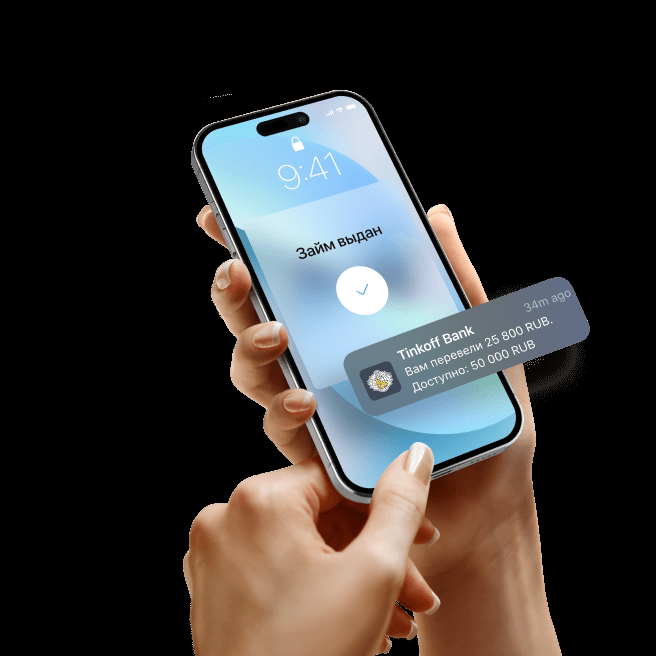 9:41
Займ выдан
34m ago
Tinkoff Bank
Вам перевели 25 800 RUB.
Доступно: 50 000 RUB